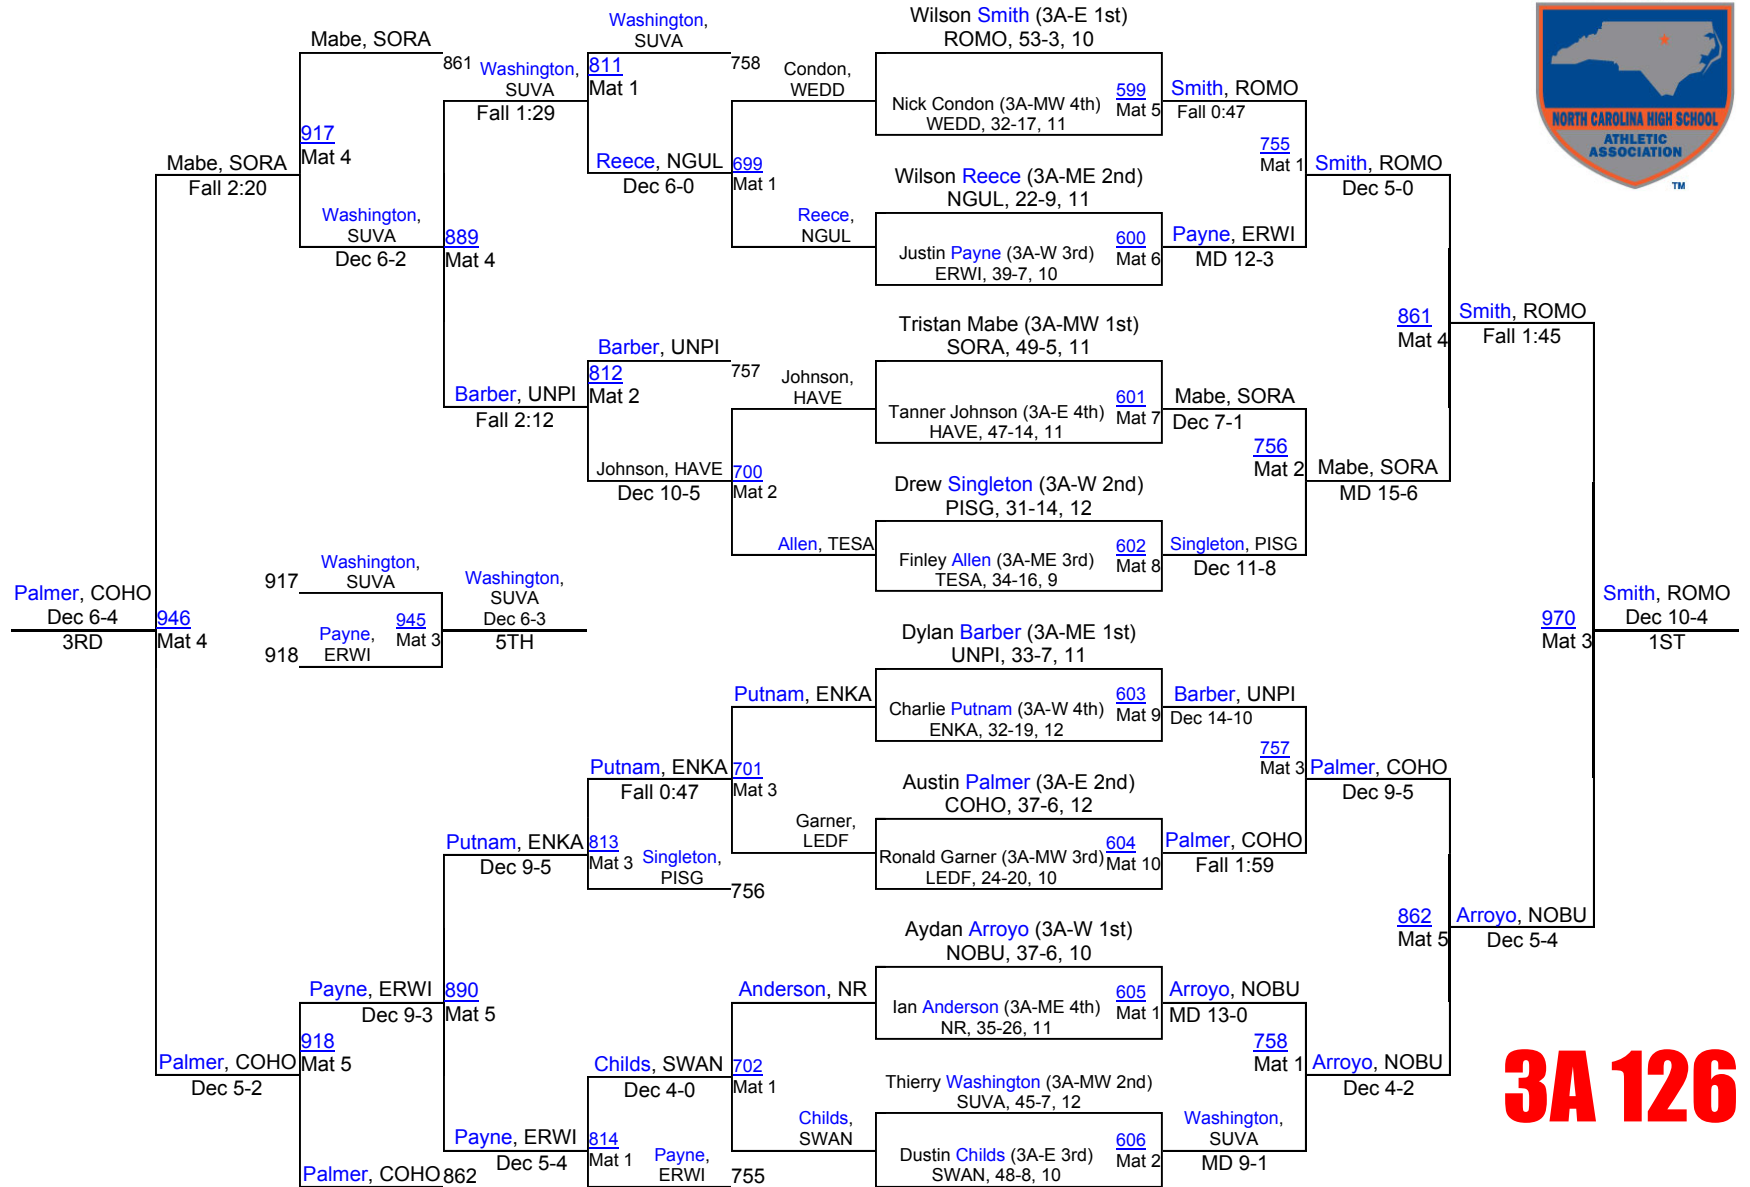 Wilson Smith (3A-E 1st)
ROMO, 53-3, 10
Nick Condon (3A-MW 4th)
WEDD, 32-17, 11
599
Mat 5
Wilson Reece (3A-ME 2nd)
NGUL, 22-9, 11
Justin Payne (3A-W 3rd)
ERWI, 39-7, 10
600
Mat 6
Tristan Mabe (3A-MW 1st)
SORA, 49-5, 11
Tanner Johnson (3A-E 4th)
HAVE, 47-14, 11
601
Mat 7
Drew Singleton (3A-W 2nd)
PISG, 31-14, 12
Finley Allen (3A-ME 3rd)
TESA, 34-16, 9
602
Mat 8
Dylan Barber (3A-ME 1st)
UNPI, 33-7, 11
Charlie Putnam (3A-W 4th)
ENKA, 32-19, 12
603
Mat 9
Austin Palmer (3A-E 2nd)
COHO, 37-6, 12
Ronald Garner (3A-MW 3rd)
LEDF, 24-20, 10
604
Mat 10
Aydan Arroyo (3A-W 1st)
NOBU, 37-6, 10
Ian Anderson (3A-ME 4th)
NR, 35-26, 11
605
Mat 1
Thierry Washington (3A-MW 2nd)
SUVA, 45-7, 12
Dustin Childs (3A-E 3rd)
SWAN, 48-8, 10
606
Mat 2
Smith, ROMO
Fall 0:47
755
Mat 1
Payne, ERWI
MD 12-3
Mabe, SORA
Dec 7-1
756
Mat 2
Singleton, PISG
Dec 11-8
Barber, UNPI
Dec 14-10
757
Mat 3
Palmer, COHO
Fall 1:59
Arroyo, NOBU
MD 13-0
758
Mat 1
Washington,
SUVA
MD 9-1
Smith, ROMO
Dec 5-0
861
Mat 4
Mabe, SORA
MD 15-6
Palmer, COHO
Dec 9-5
862
Mat 5
Arroyo, NOBU
Dec 4-2
Smith, ROMO
Fall 1:45
970
Mat 3
Arroyo, NOBU
Dec 5-4
Smith, ROMO
Dec 10-4
1ST
Condon,
WEDD
699
Mat 1
Reece,
NGUL
Johnson,
HAVE
700
Mat 2
Allen, TESA
Putnam, ENKA
701
Mat 3
Garner,
LEDF
Anderson, NR
702
Mat 1
Childs,
SWAN
Washington,
SUVA
758
811
Mat 1
Reece, NGUL
Dec 6-0
Barber, UNPI
757
812
Mat 2
Johnson, HAVE
Dec 10-5
Putnam, ENKA
Fall 0:47
813
Mat 3
Singleton,
PISG
756
Childs, SWAN
Dec 4-0
814
Mat 1
Payne,
ERWI
755
Washington,
SUVA
Fall 1:29
889
Mat 4
Barber, UNPI
Fall 2:12
Putnam, ENKA
Dec 9-5
890
Mat 5
Payne, ERWI
Dec 5-4
Mabe, SORA
861
917
Mat 4
Washington,
SUVA
Dec 6-2
Payne, ERWI
Dec 9-3
918
Mat 5
Palmer, COHO
862
Mabe, SORA
Fall 2:20
946
Mat 4
Palmer, COHO
Dec 5-2
Palmer, COHO
Dec 6-4
3RD
917
Washington,
SUVA
945
Mat 3
918
Payne,
ERWI
Washington,
SUVA
Dec 6-3
5TH
NORTH CAROLINA HIGH SCHOOL
ATHLETIC
ASSOCIATION
TM
3A 126